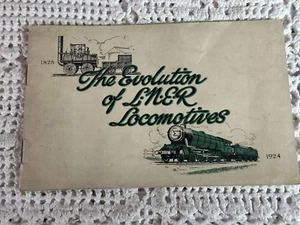 1825
The Evolution
of L·N·E·R
Locomotives
1924